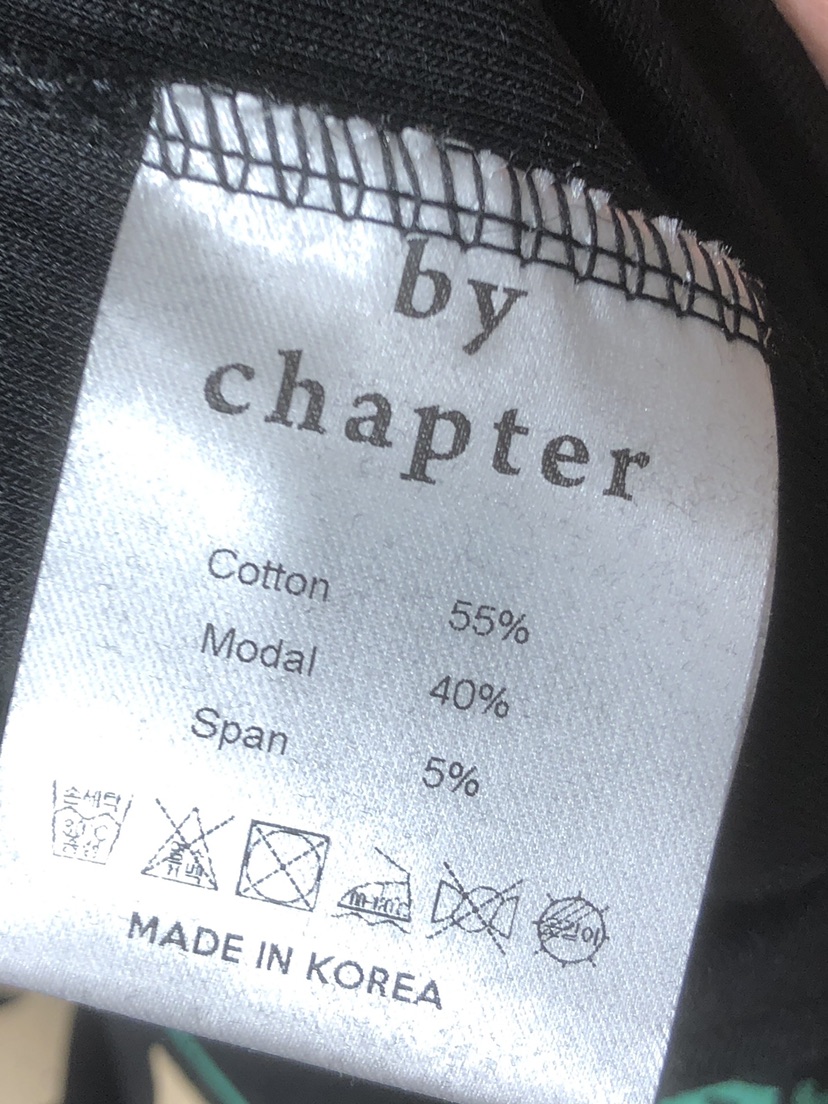 by
chapter
Cotton 55%
Modal 40%
Span 5%
손세탁
MADE IN KOREA